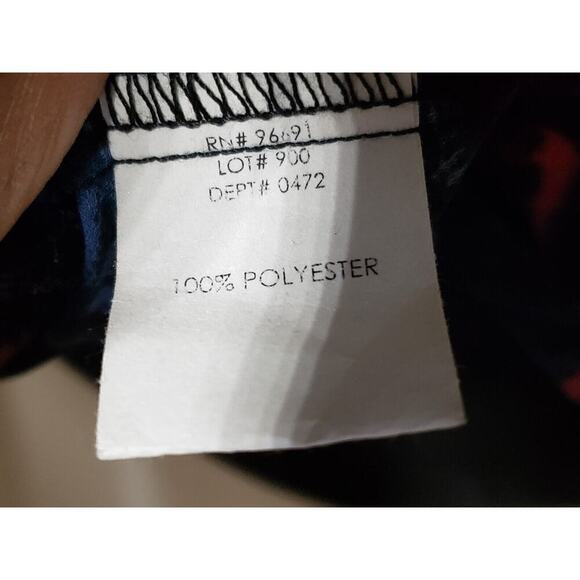 RN# 96691
LOT# 900
DEPT# 0472
100% POLYESTER